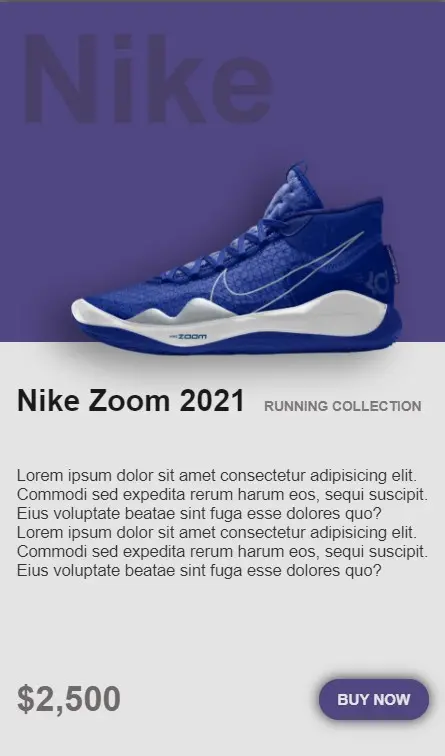 Nike
ZOOM
Nike Zoom 2021 RUNNING COLLECTION
Lorem ipsum dolor sit amet consectetur adipisicing elit.
Commodi sed expedita rerum harum eos, sequi suscipit.
Eius voluptate beatae sint fuga esse dolores quo?
Lorem ipsum dolor sit amet consectetur adipisicing elit.
Commodi sed expedita rerum harum eos, sequi suscipit.
Eius voluptate beatae sint fuga esse dolores quo?
$2,500 BUY NOW